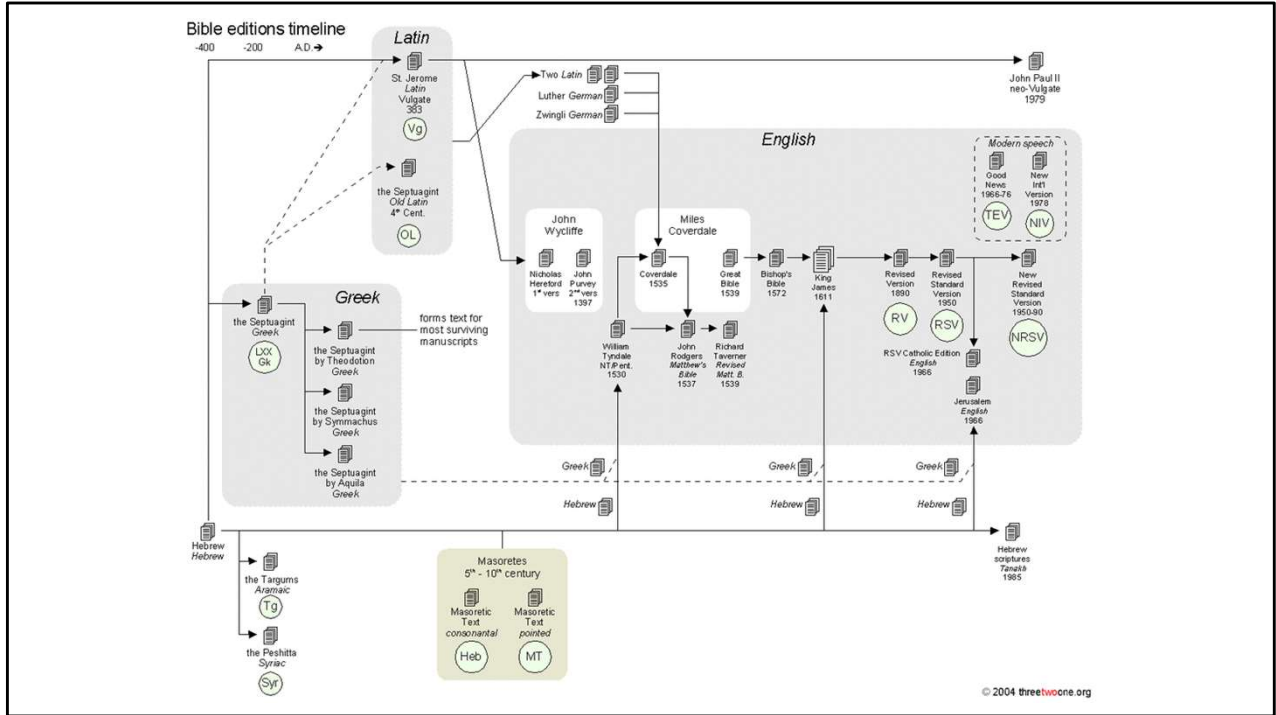 Bible editions timeline
-400 -200 A.D.→
Latin
St. Jerome
Latin
Vulgate
383
Vg
the Septuagint
Old Latin
4th Cent.
OL
Two Latin
Luther German
Zwingli German
John Paul II
neo-Vulgate
1979
English
Modern speech
Good
News
1966-76
TEV
New
Int'l
Version
1978
NIV
John
Wycliffe
Nicholas
Hereford
1st vers
John
Purvey
2nd vers
1397
Miles
Coverdale
Coverdale
1535
Great
Bible
1539
Bishop's
Bible
1572
King
James
1611
Revised
Version
1890
RV
Revised
Standard
Version
1950
RSV
New
Revised
Standard
Version
1950-90
NRSV
William
Tyndale
NT/Pent.
1530
John
Rodgers
Matthew's
Bible
1537
Richard
Taverner
Revised
Matt. B.
1539
RSV Catholic Edition
English
1966
Jerusalem
English
1966
Greek
the Septuagint
Greek
LXX
Gk
the Septuagint
by Theodotion
Greek
forms text for
most surviving
manuscripts
the Septuagint
by Symmachus
Greek
the Septuagint
by Aquila
Greek
Greek
Greek
Greek
Hebrew
Hebrew
Hebrew
Hebrew
Hebrew
the Targums
Aramaic
Tg
the Peshitta
Syriac
Syr
Masoretes
5th - 10th century
Masoretic
Text
consonantal
Heb
Masoretic
Text
pointed
MT
Hebrew
scriptures
Tanakh
1985
© 2004 threetwoone.org